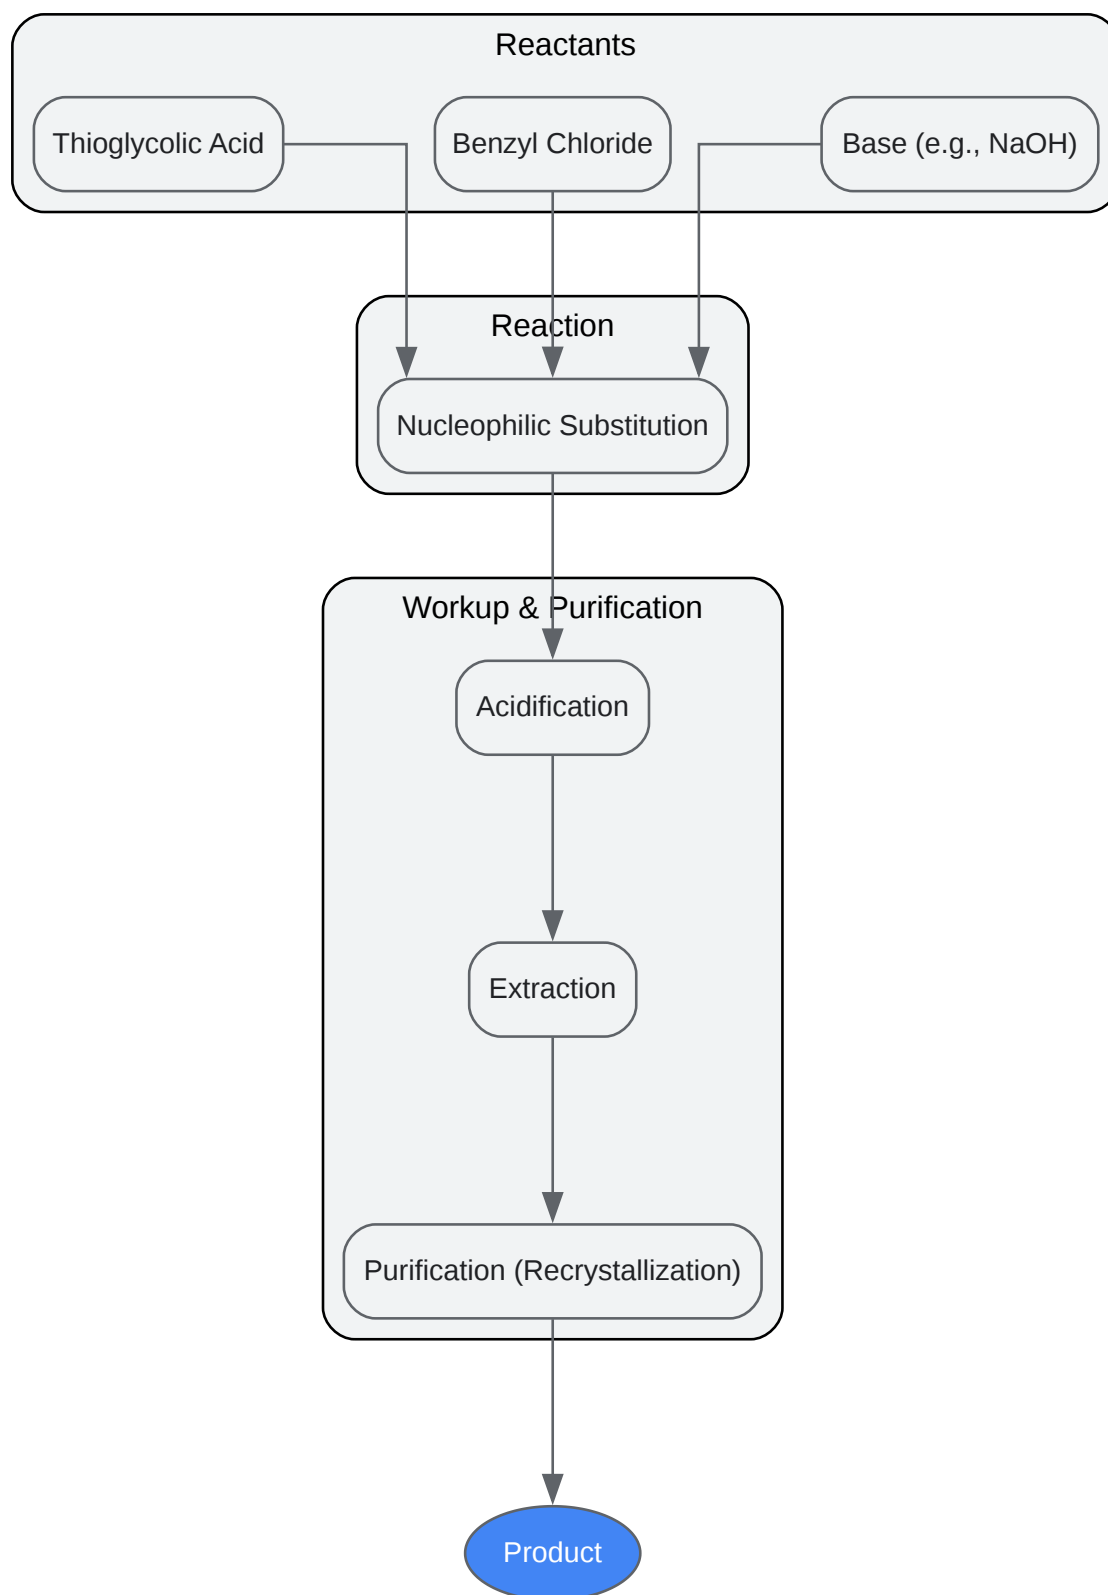 Reactants
Thioglycolic Acid
Benzyl Chloride
Base (e.g., NaOH)
Reaction
Nucleophilic Substitution
Workup & Purification
Acidification
Extraction
Purification (Recrystallization)
Product